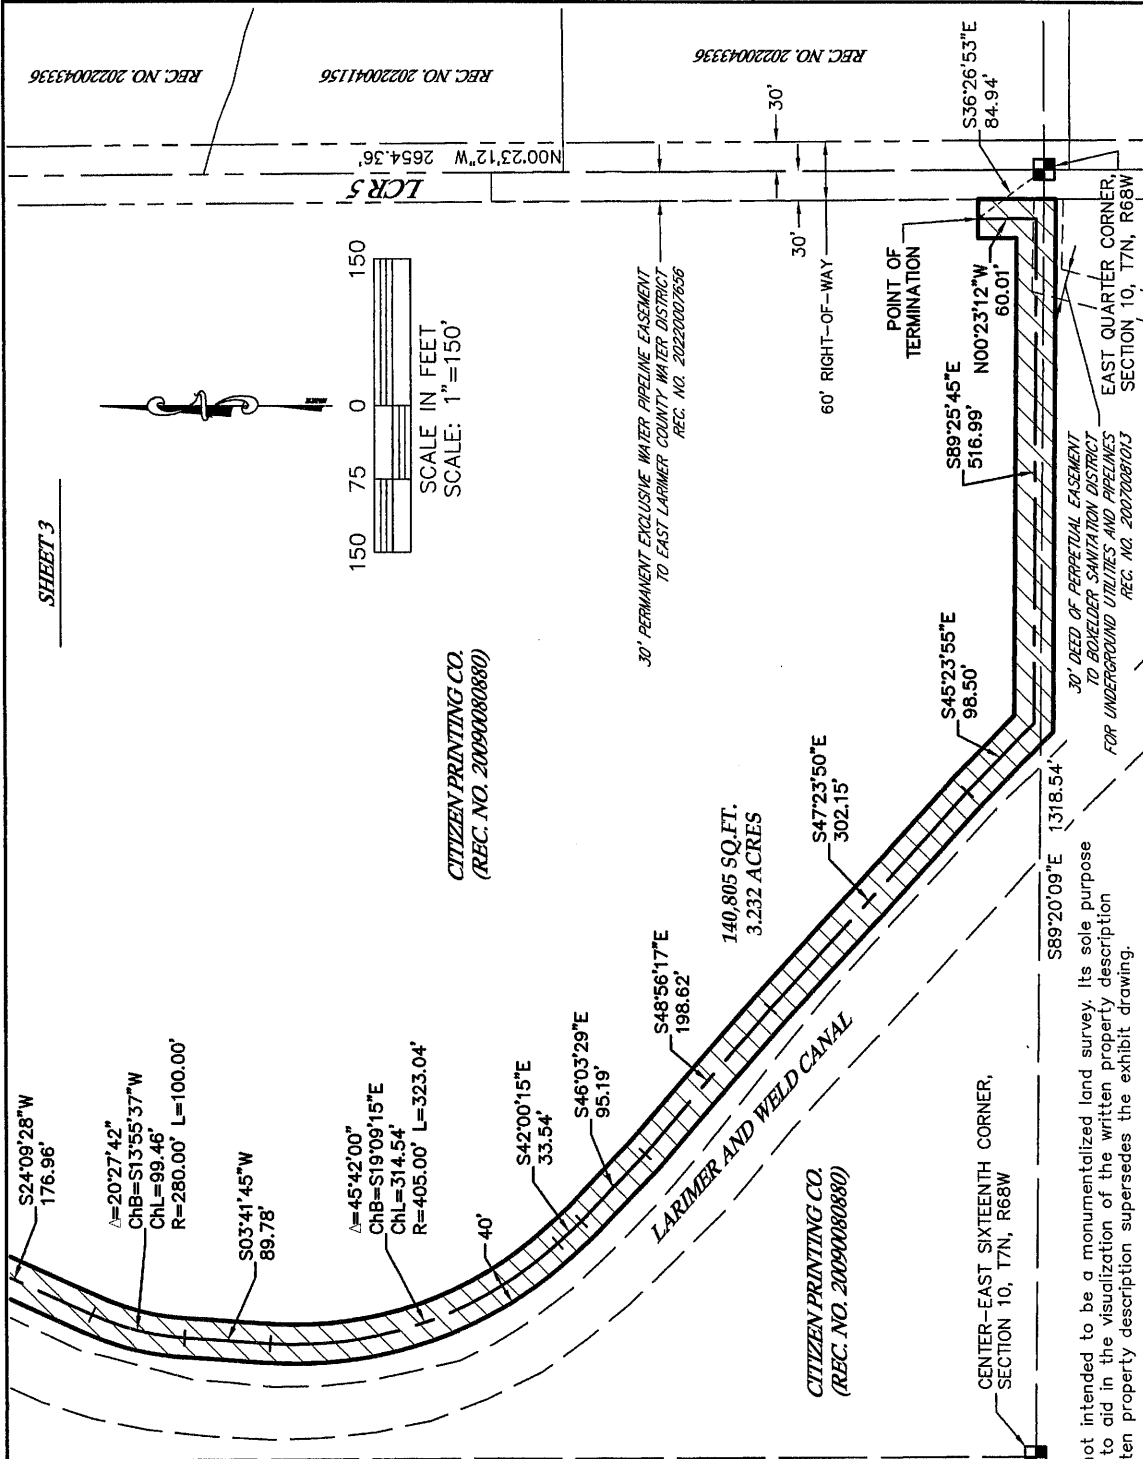 SHEET 3
REC. NO. 20220043336
REC. NO. 20220041156
REC. NO. 20220043336
N00°23'12"W 2654.36'
LCR 5
150 75 0 150
SCALE IN FEET
SCALE: 1"=150'
30'
30'
60' RIGHT-OF-WAY
30' PERMANENT EXCLUSIVE WATER PIPELINE EASEMENT
TO EAST LARIMER COUNTY WATER DISTRICT
REC. NO. 20220007656
S36°26'53"E
84.94'
POINT OF
TERMINATION
N00°23'12"W
60.01'
EAST QUARTER CORNER,
SECTION 10, T7N, R68W
S89°25'45"E
516.99'
30' DEED OF PERPETUAL EASEMENT
TO BOXELDER SANITATION DISTRICT
FOR UNDERGROUND UTILITIES AND PIPELINES
REC. NO. 20070081013
CITIZEN PRINTING CO.
(REC. NO. 20090080880)
S45°23'55"E
98.50'
S47°23'50"E
302.15'
140,805 SQ.FT.
3.232 ACRES
S48°56'17"E
198.62'
S46°03'29"E
95.19'
S42°00'15"E
33.54'
40'
△=45°42'00"
ChB=S19°09'15"E
ChL=314.54'
R=405.00' L=323.04'
S03°41'45"W
89.78'
△=20°27'42"
ChB=S13°55'37"W
ChL=99.46'
R=280.00' L=100.00'
S24°09'28"W
176.96'
LARIMER AND WELD CANAL
CITIZEN PRINTING CO.
(REC. NO. 20090080880)
S89°20'09"E 1318.54'
CENTER-EAST SIXTEENTH CORNER,
SECTION 10, T7N, R68W
not intended to be a monumentalized land survey. Its sole purpose
to aid in the visualization of the written property description
ten property description supersedes the exhibit drawing.